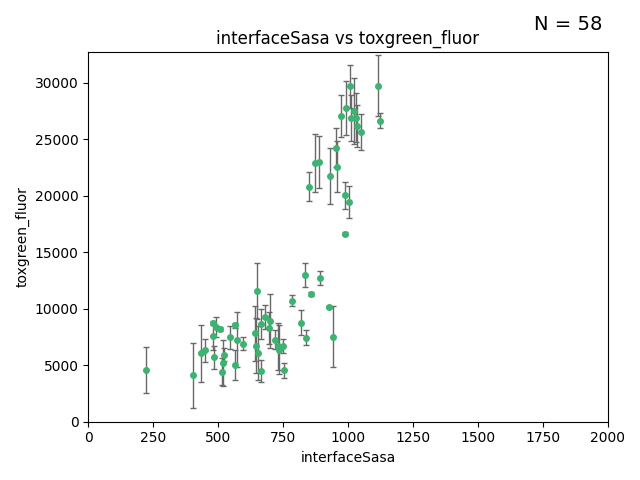 N = 58
interfaceSasa vs toxgreen_fluor
30000
25000
20000
15000
10000
5000
0
toxgreen_fluor
0 250 500 750 1000 1250 1500 1750 2000
interfaceSasa